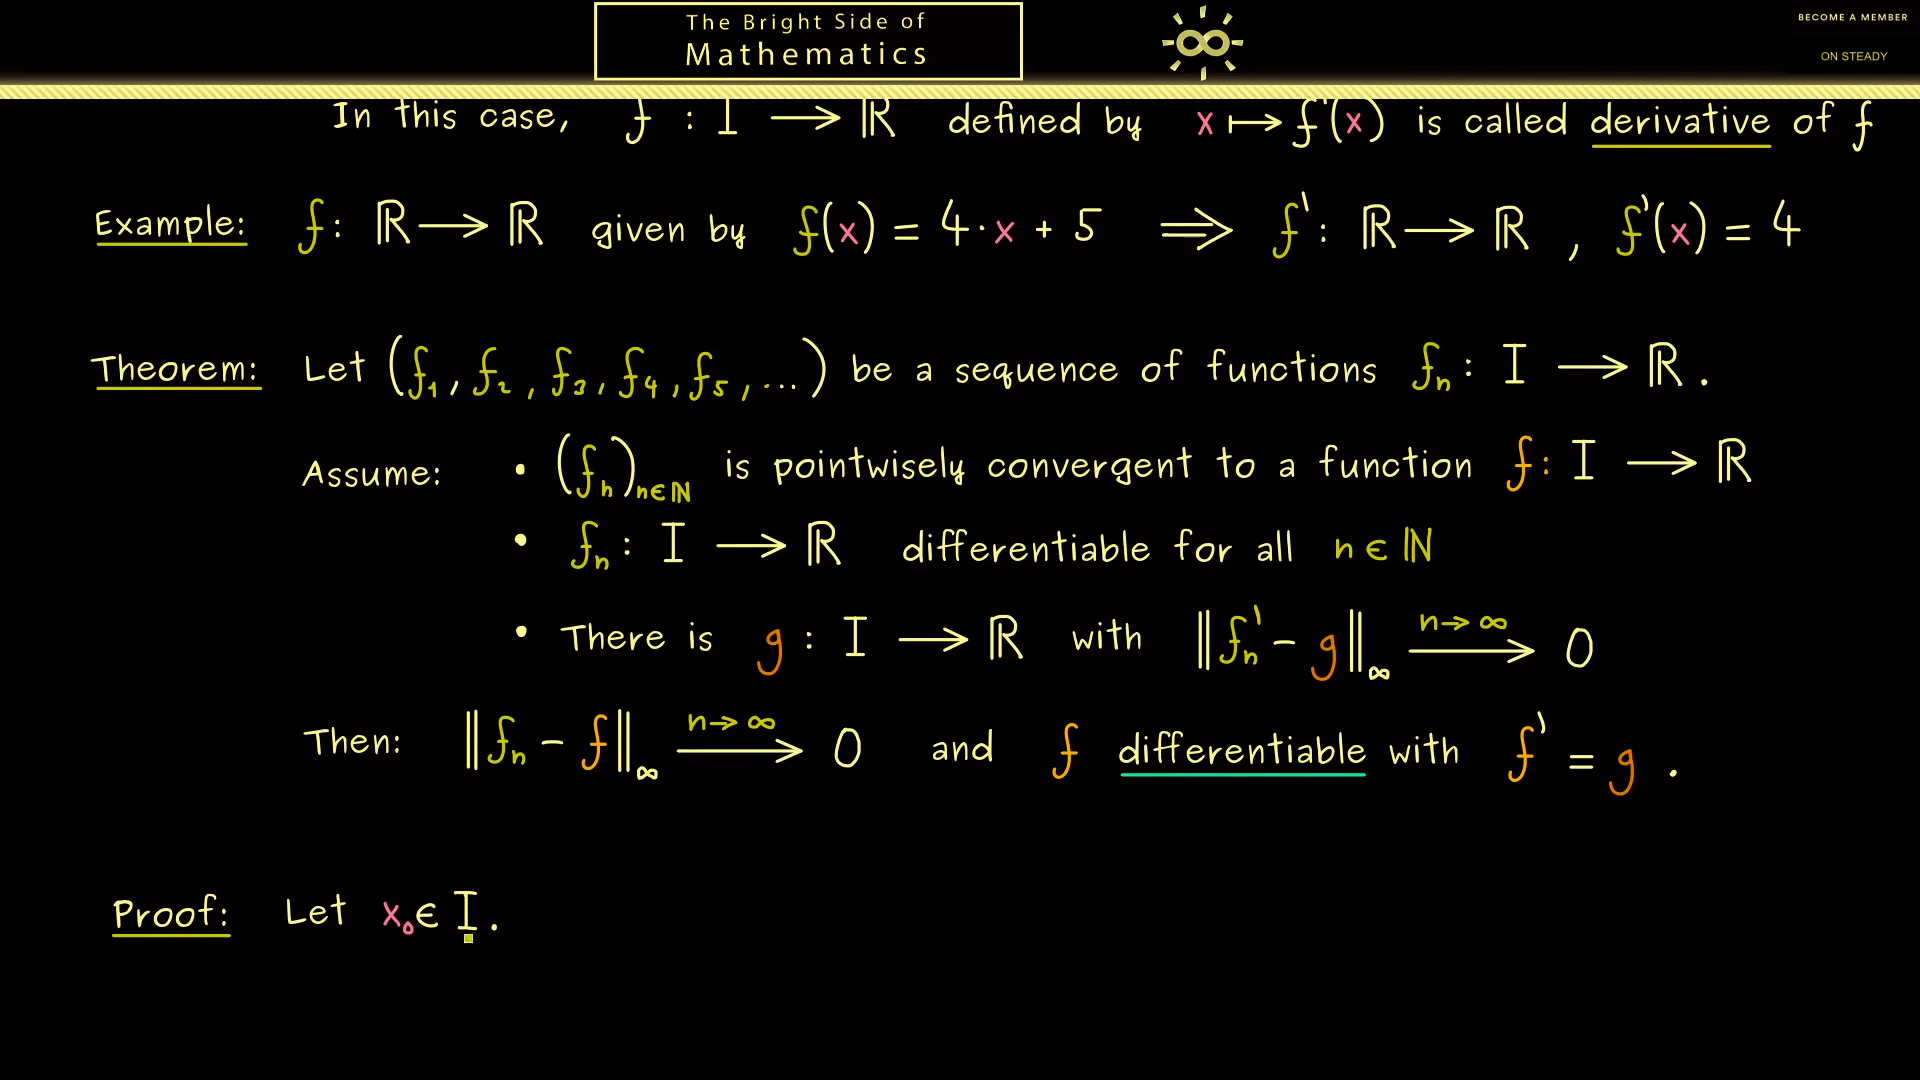 The Bright Side of
Mathematics
BECOME A MEMBER
ON STEADY
In this case, f' : I ⟶ ℝ defined by x ⟼ f'(x) is called derivative of f
Example: f: ℝ ⟶ ℝ given by f(x) = 4·x + 5 ⟹ f': ℝ ⟶ ℝ , f'(x) = 4
Theorem: Let (f₁, f₂, f₃, f₄, f₅, ...) be a sequence of functions fₙ: I ⟶ ℝ.
Assume: • (fₙ)ₙ∈ℕ is pointwisely convergent to a function f: I ⟶ ℝ
• fₙ: I ⟶ ℝ differentiable for all n ∈ ℕ
• There is g : I ⟶ ℝ with ‖fₙ' − g‖∞ ⟶ 0 n→∞
Then: ‖fₙ − f‖∞ ⟶ 0 n→∞ and f differentiable with f' = g .
Proof: Let x₀ ∈ I.